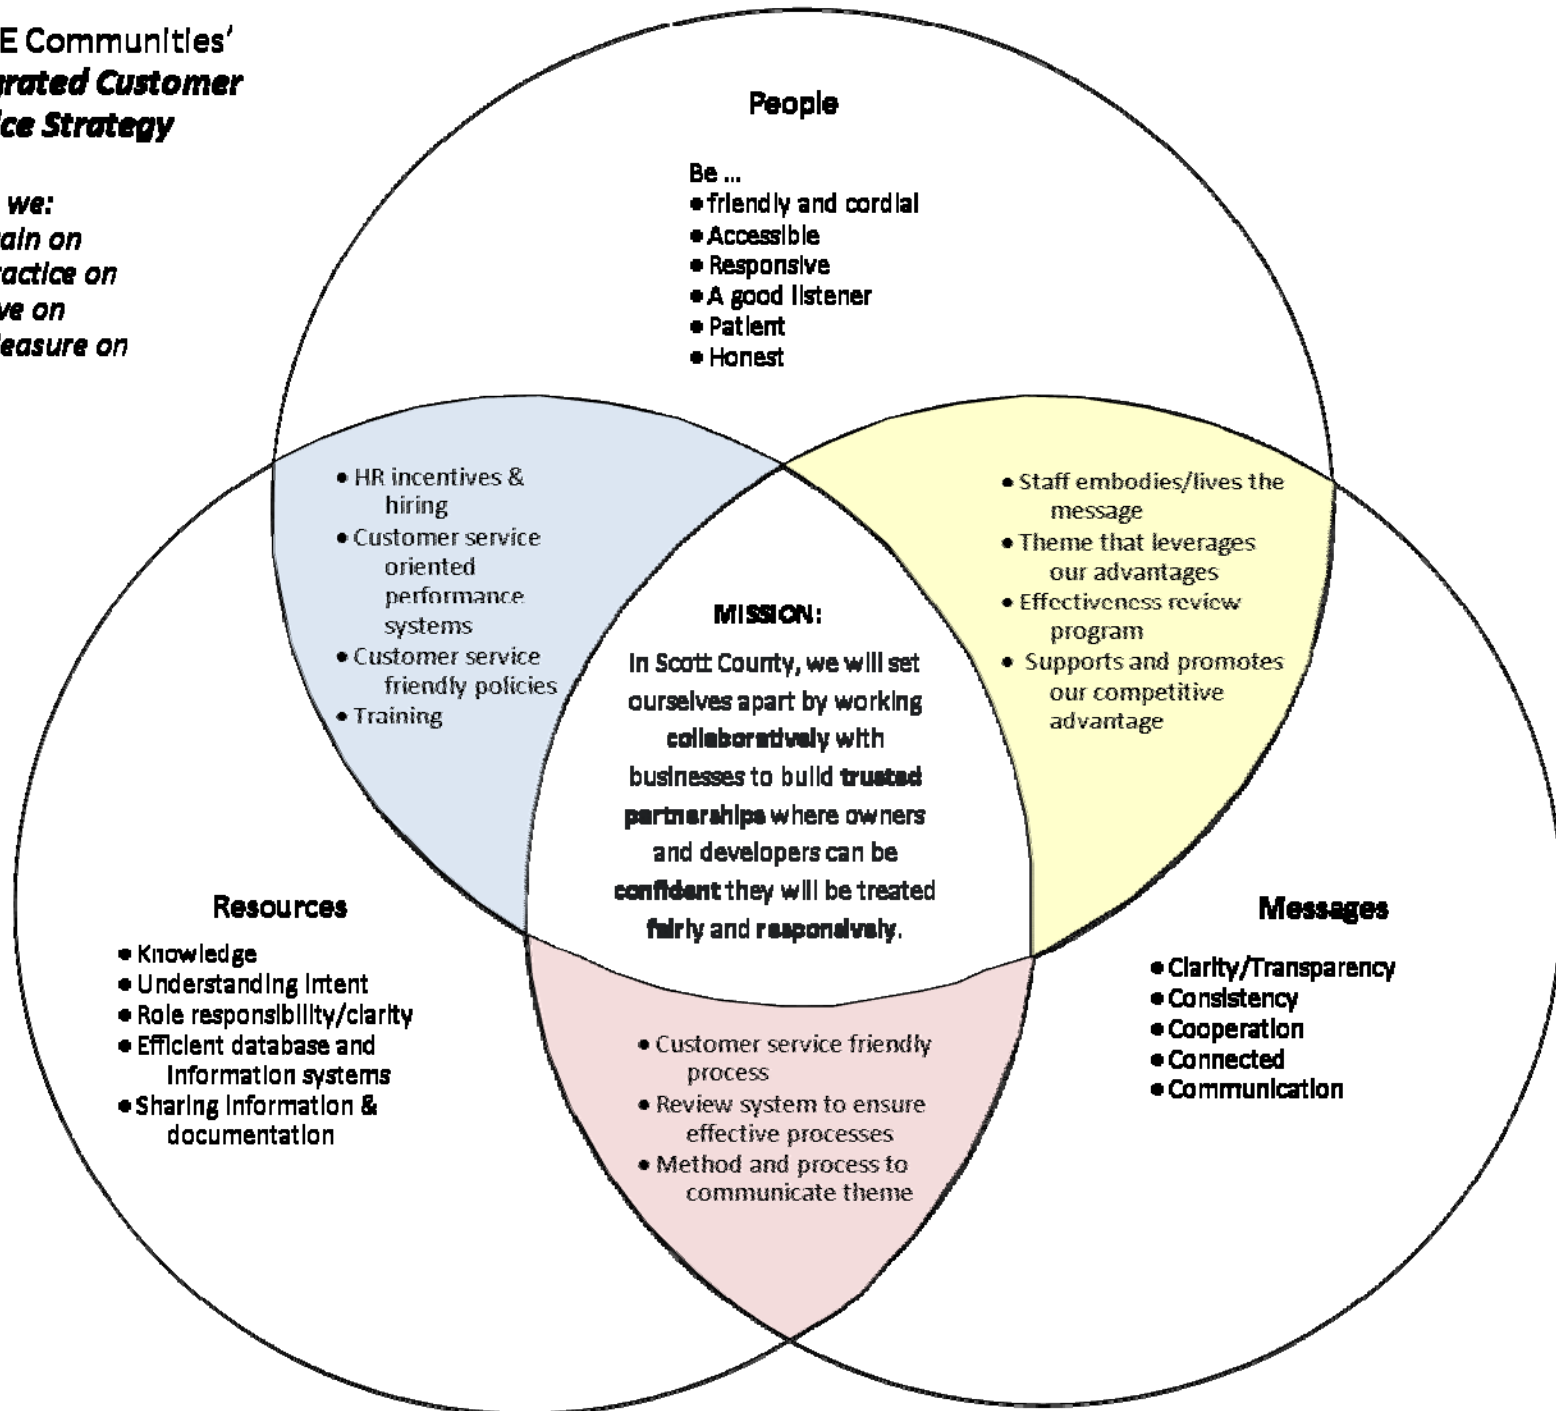 E Communities’
grated Customer
ice Strategy
we:
ain on
actice on
ve on
easure on
People
Be ...
• friendly and cordial
• Accessible
• Responsive
• A good listener
• Patient
• Honest
• HR incentives &
hiring
• Customer service
oriented
performance
systems
• Customer service
friendly policies
• Training
• Staff embodies/lives the
message
• Theme that leverages
our advantages
• Effectiveness review
program
• Supports and promotes
our competitive
advantage
MISSION:
In Scott County, we will set
ourselves apart by working
collaboratively with
businesses to build trusted
partnerships where owners
and developers can be
confident they will be treated
fairly and responsively.
Resources
• Knowledge
• Understanding intent
• Role responsibility/clarity
• Efficient database and
information systems
• Sharing information &
documentation
Messages
• Clarity/Transparency
• Consistency
• Cooperation
• Connected
• Communication
• Customer service friendly
process
• Review system to ensure
effective processes
• Method and process to
communicate theme